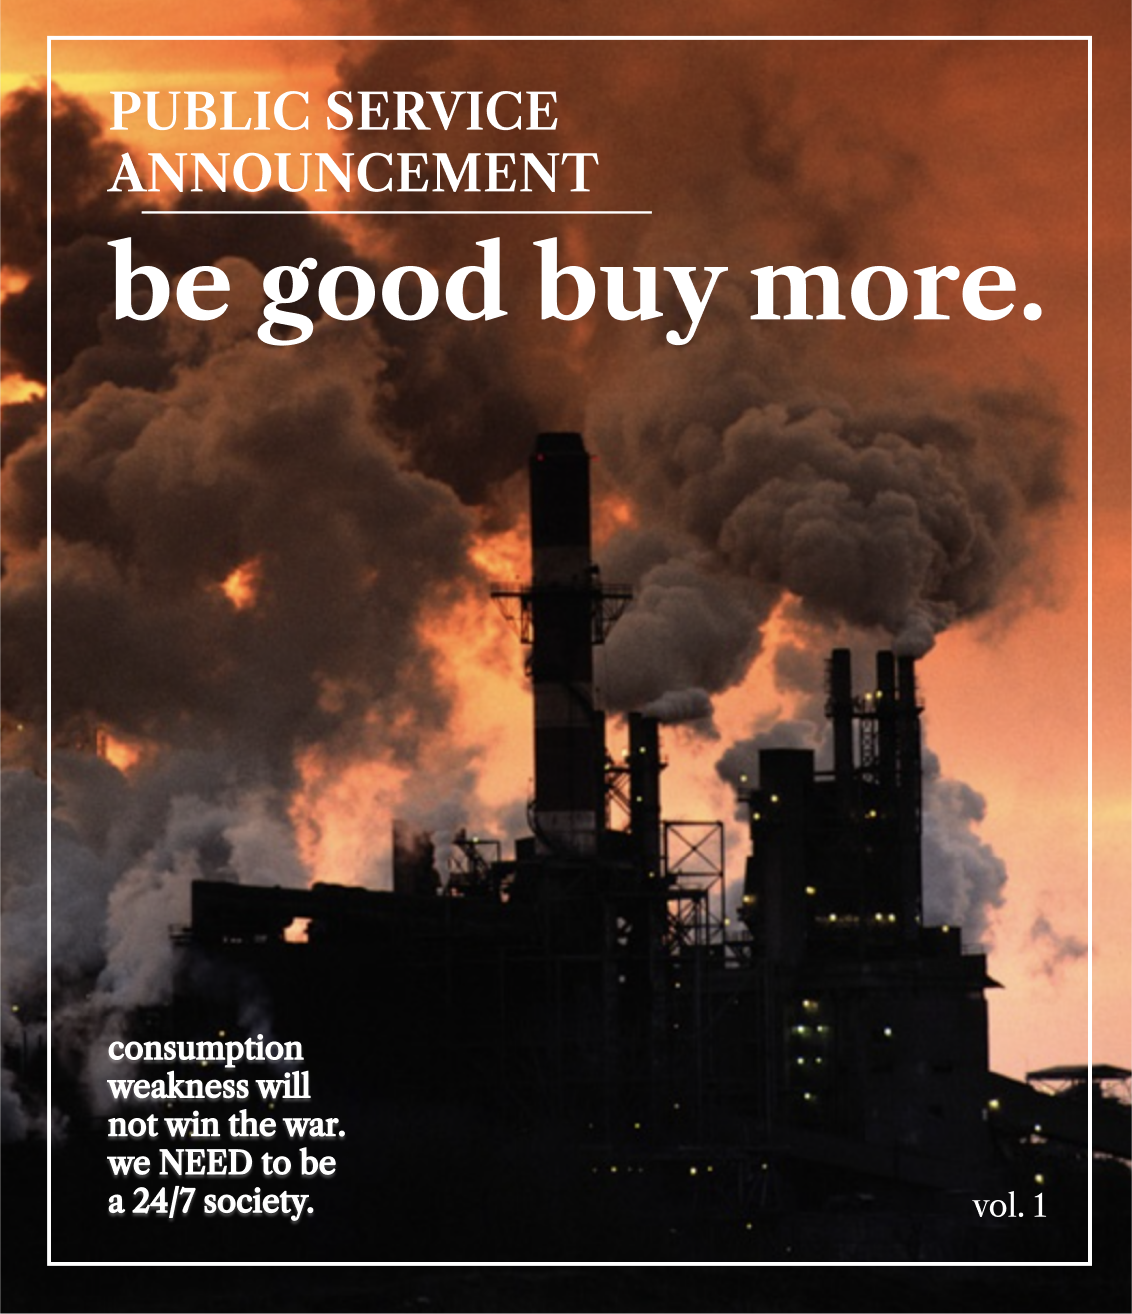 PUBLIC SERVICE
ANNOUNCEMENT
be good buy more.
consumption
weakness will
not win the war.
we NEED to be
a 24/7 society.
vol. 1